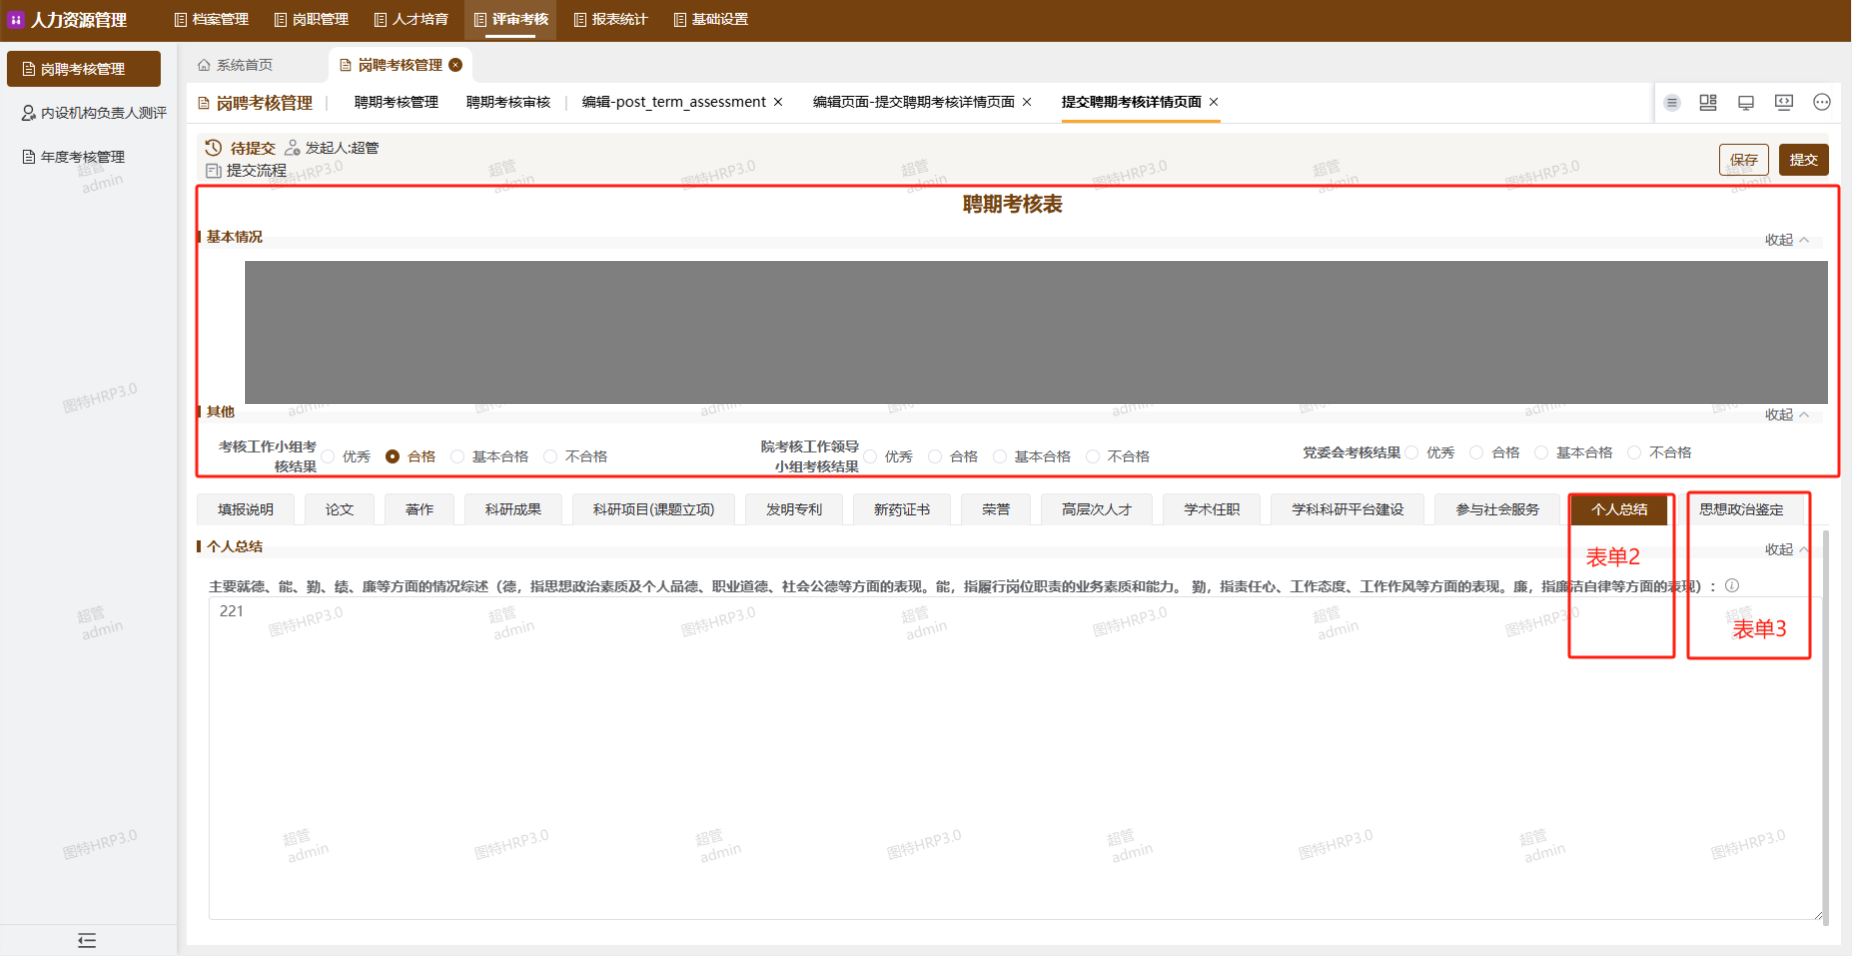 人力资源管理
档案管理
岗职管理
人才培育
评审考核
报表统计
基础设置
岗聘考核管理
内设机构负责人测评
年度考核管理
系统首页
岗聘考核管理
岗聘考核管理
聘期考核管理
聘期考核审核
编辑-post_term_assessment
编辑页面-提交聘期考核详情页面
提交聘期考核详情页面
待提交
发起人:超管
提交流程
保存
提交
聘期考核表
基本情况
收起
其他
收起
考核工作小组考核结果
优秀
合格
基本合格
不合格
院考核工作领导小组考核结果
优秀
合格
基本合格
不合格
党委会考核结果
优秀
合格
基本合格
不合格
填报说明
论文
著作
科研成果
科研项目(课题立项)
发明专利
新药证书
荣誉
高层次人才
学术任职
学科科研平台建设
参与社会服务
个人总结
思想政治鉴定
个人总结
收起
表单2
主要就德、能、勤、绩、廉等方面的情况综述（德，指思想政治素质及个人品德、职业道德、社会公德等方面的表现。能，指履行岗位职责的业务素质和能力。 勤，指责任心、工作态度、工作作风等方面的表现。廉，指廉洁自律等方面的表现）：
221
表单3
超管
admin
图特HRP3.0